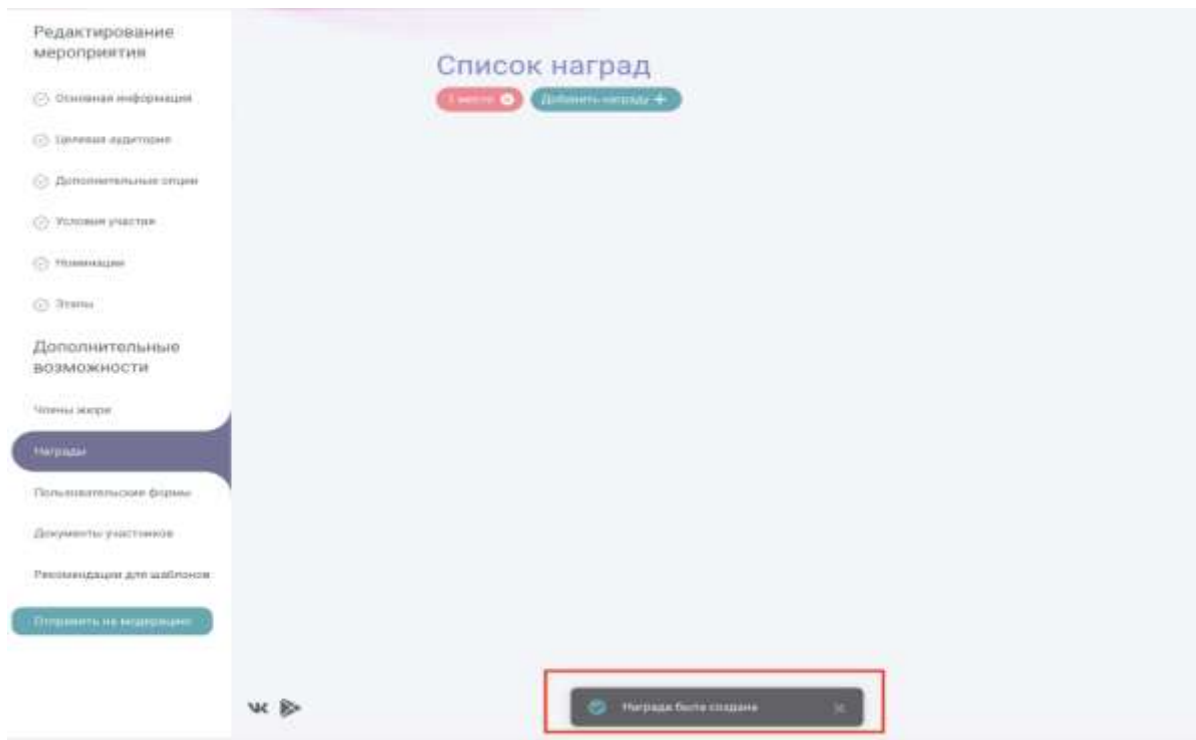 Редактирование
мероприятия
Основная информация
Целевая аудитория
Дополнительные опции
Условия участия
Номинации
Этапы
Дополнительные
возможности
Члены жюри
Награды
Пользовательские формы
Документы участников
Рекомендации для шаблонов
Отправить на модерацию
Список наград
место
Добавить награду
Награда была создана